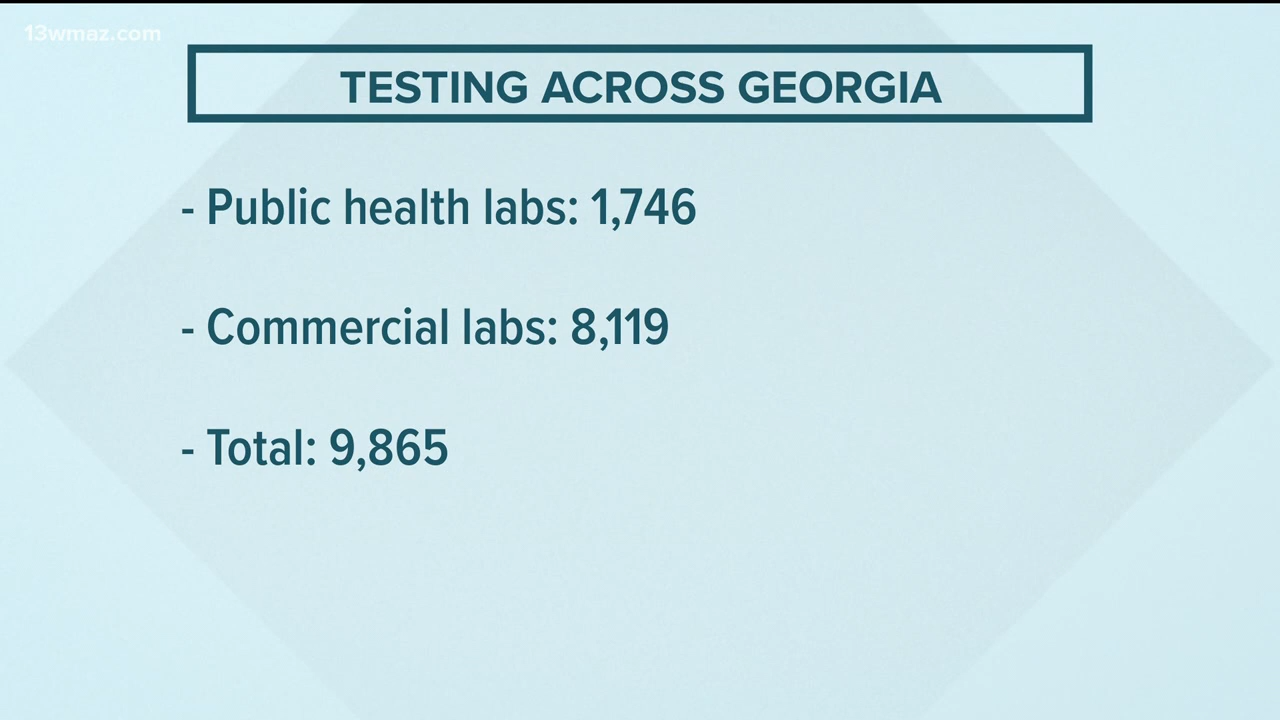 13wmaz.com
TESTING ACROSS GEORGIA
- Public health labs: 1,746
- Commercial labs: 8,119
- Total: 9,865